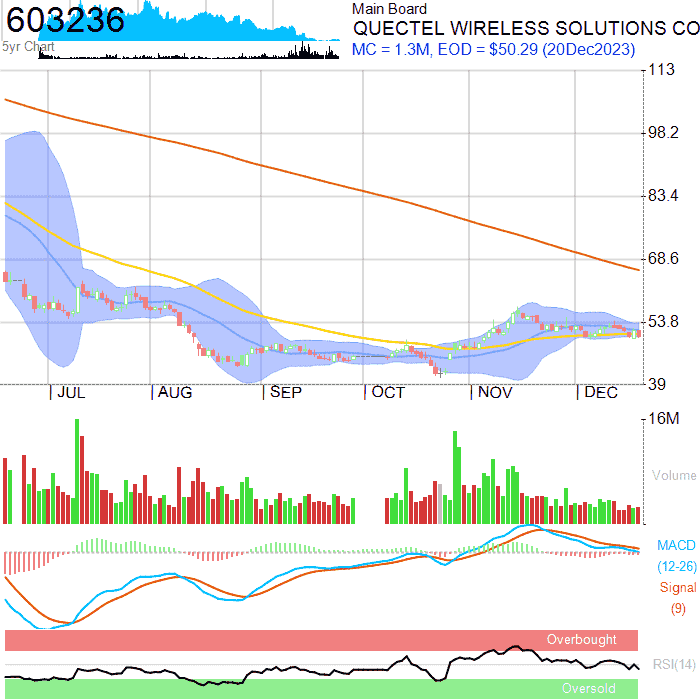 603236
5yr Chart
Main Board
QUECTEL WIRELESS SOLUTIONS CO
MC = 1.3M, EOD = $50.29 (20Dec2023)
113
98.2
83.4
68.6
53.8
39
JUL
AUG
SEP
OCT
NOV
DEC
16M
Volume
MACD
(12-26)
Signal
(9)
Overbought
RSI(14)
Oversold